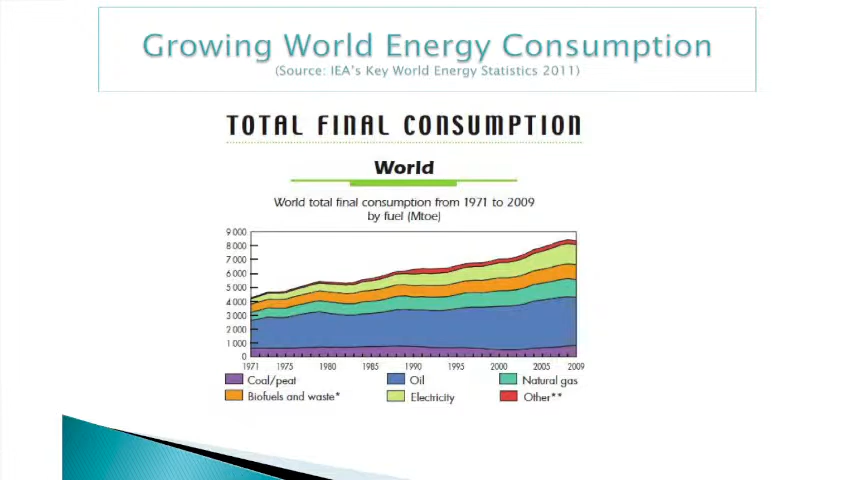 Growing World Energy Consumption
(Source: IEA's Key World Energy Statistics 2011)
TOTAL FINAL CONSUMPTION
World
World total final consumption from 1971 to 2009
by fuel (Mtoe)
9 000
8 000
7 000
6 000
5 000
4 000
3 000
2 000
1 000
0
1971 1975 1980 1985 1990 1995 2000 2005 2009
Coal/peat Oil Natural gas
Biofuels and waste* Electricity Other**